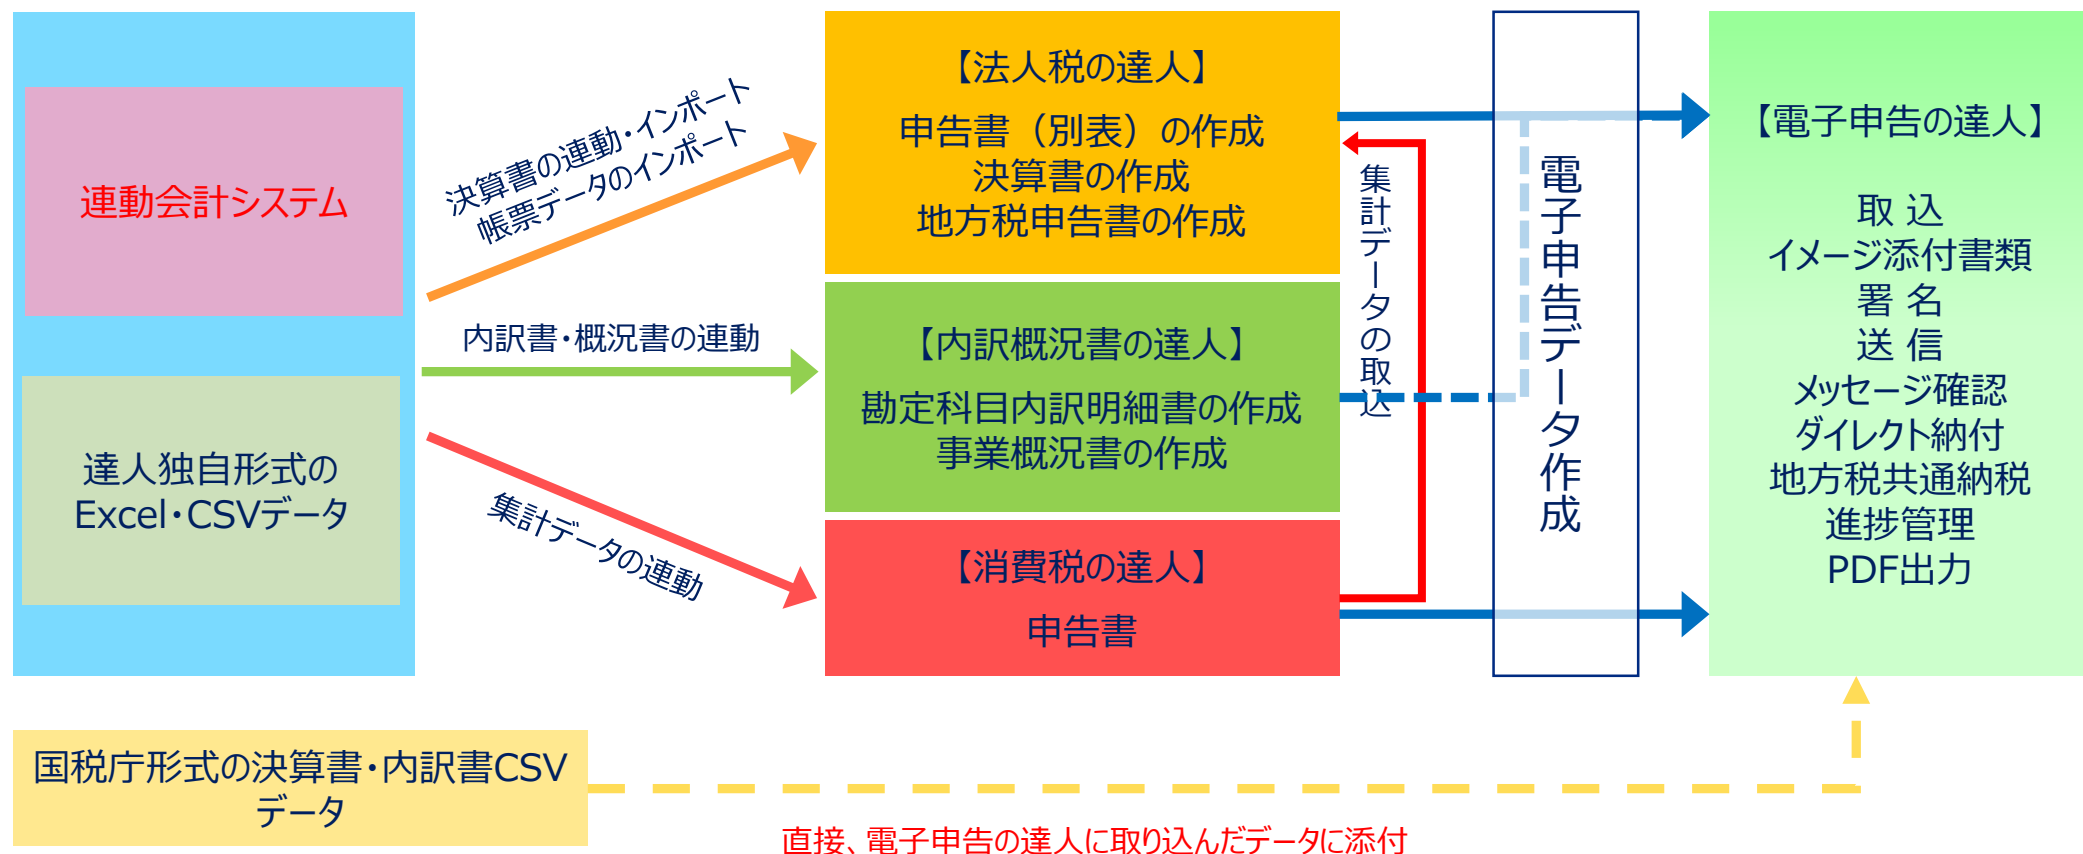 連動会計システム
達人独自形式の
Excel・CSVデータ
決算書の連動・インポート
帳票データのインポート
内訳書・概況書の連動
集計データの連動
【法人税の達人】
申告書（別表）の作成
決算書の作成
地方税申告書の作成
【内訳概況書の達人】
勘定科目内訳明細書の作成
事業概況書の作成
【消費税の達人】
申告書
集計データの取込
電子申告データ作成
【電子申告の達人】
取 込
イメージ添付書類
署 名
送 信
メッセージ確認
ダイレクト納付
地方税共通納税
進捗管理
PDF出力
国税庁形式の決算書・内訳書CSV
データ
直接、電子申告の達人に取り込んだデータに添付